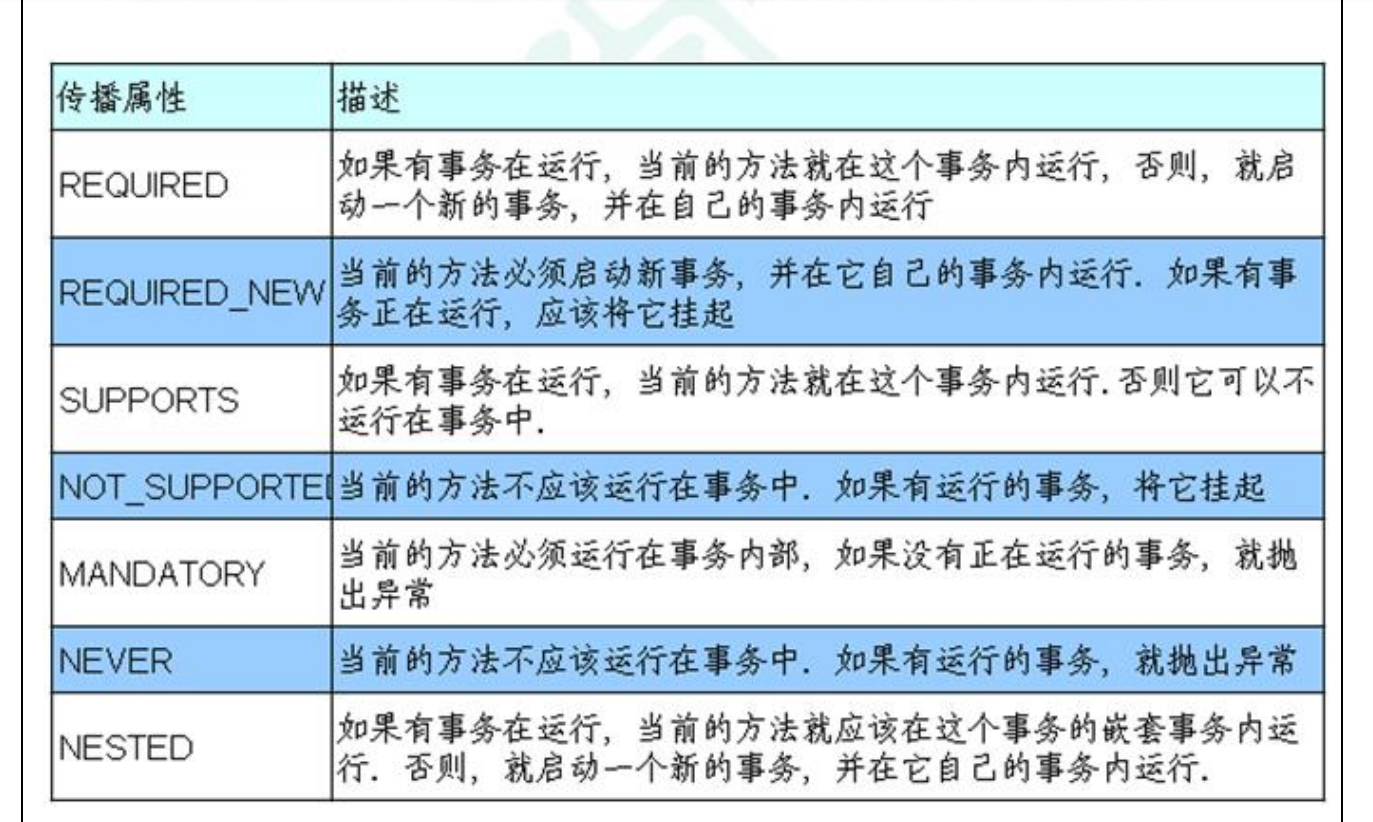 传播属性 描述
REQUIRED 如果有事务在运行，当前的方法就在这个事务内运行，否则，就启
动一个新的事务，并在自己的事务内运行
REQUIRED_NEW 当前的方法必须启动新事务，并在它自己的事务内运行. 如果有事
务正在运行，应该将它挂起
SUPPORTS 如果有事务在运行，当前的方法就在这个事务内运行.否则它可以不
运行在事务中.
NOT_SUPPORTED 当前的方法不应该运行在事务中. 如果有运行的事务，将它挂起
MANDATORY 当前的方法必须运行在事务内部，如果没有正在运行的事务，就抛
出异常
NEVER 当前的方法不应该运行在事务中. 如果有运行的事务，就抛出异常
NESTED 如果有事务在运行，当前的方法就应该在这个事务的嵌套事务内运
行. 否则，就启动一个新的事务，并在它自己的事务内运行.